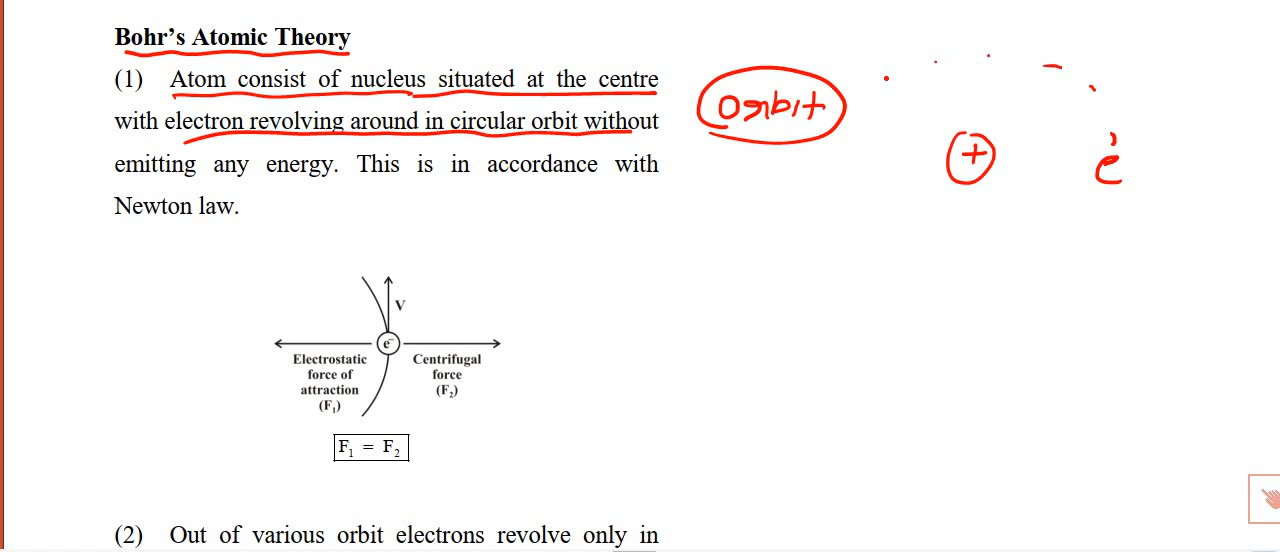 Bohr's Atomic Theory
(1) Atom consist of nucleus situated at the centre
with electron revolving around in circular orbit without
emitting any energy. This is in accordance with
Newton law.
orbit
+
e
V
e⁻
Electrostatic
force of
attraction
(F₁)
Centrifugal
force
(F₂)
F₁ = F₂
(2) Out of various orbit electrons revolve only in